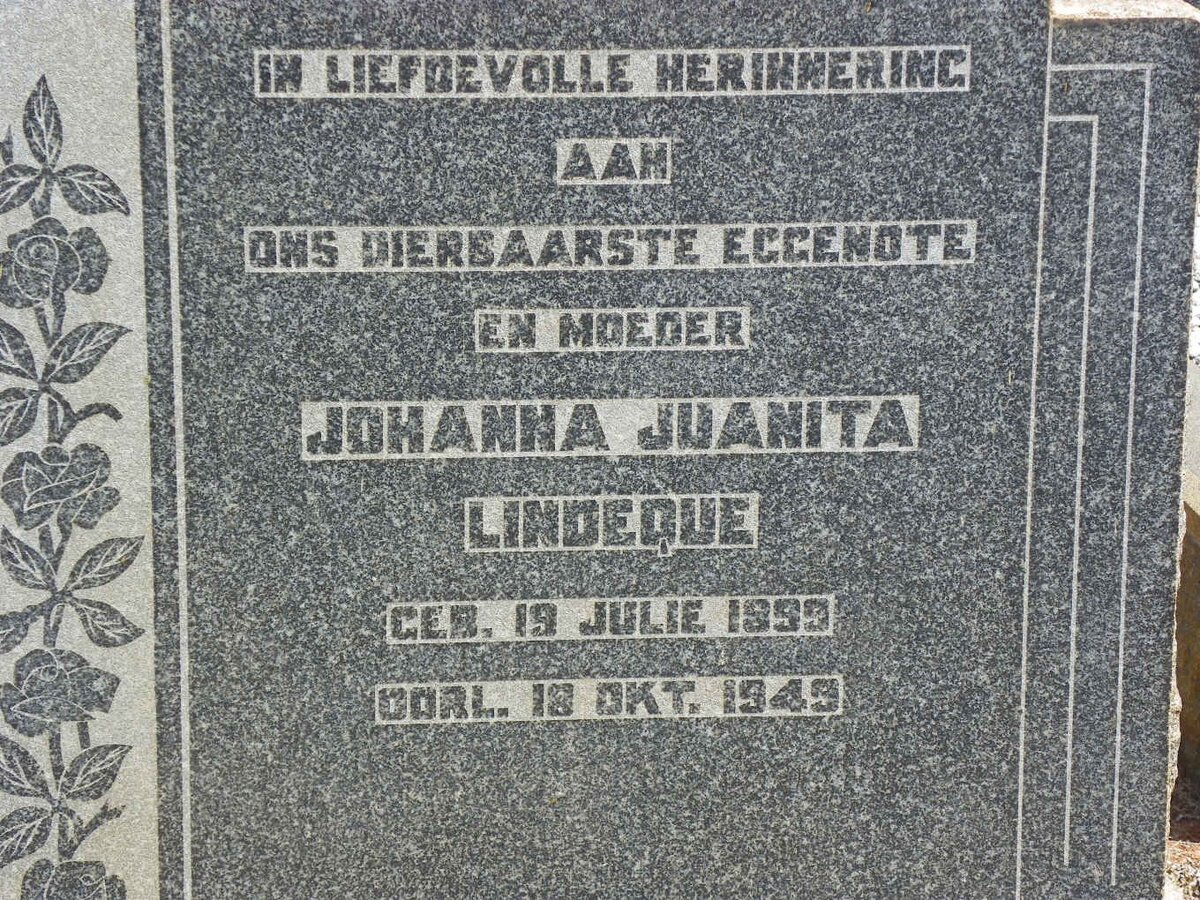 IN LIEFDEVOLLE HERINNERING
AAN
ONS DIERBAARSTE EGGENOTE
EN MOEDER
JOHANNA JUANITA
LINDEQUE
GEB. 19 JULIE
OORL. 18 OKT. 1949